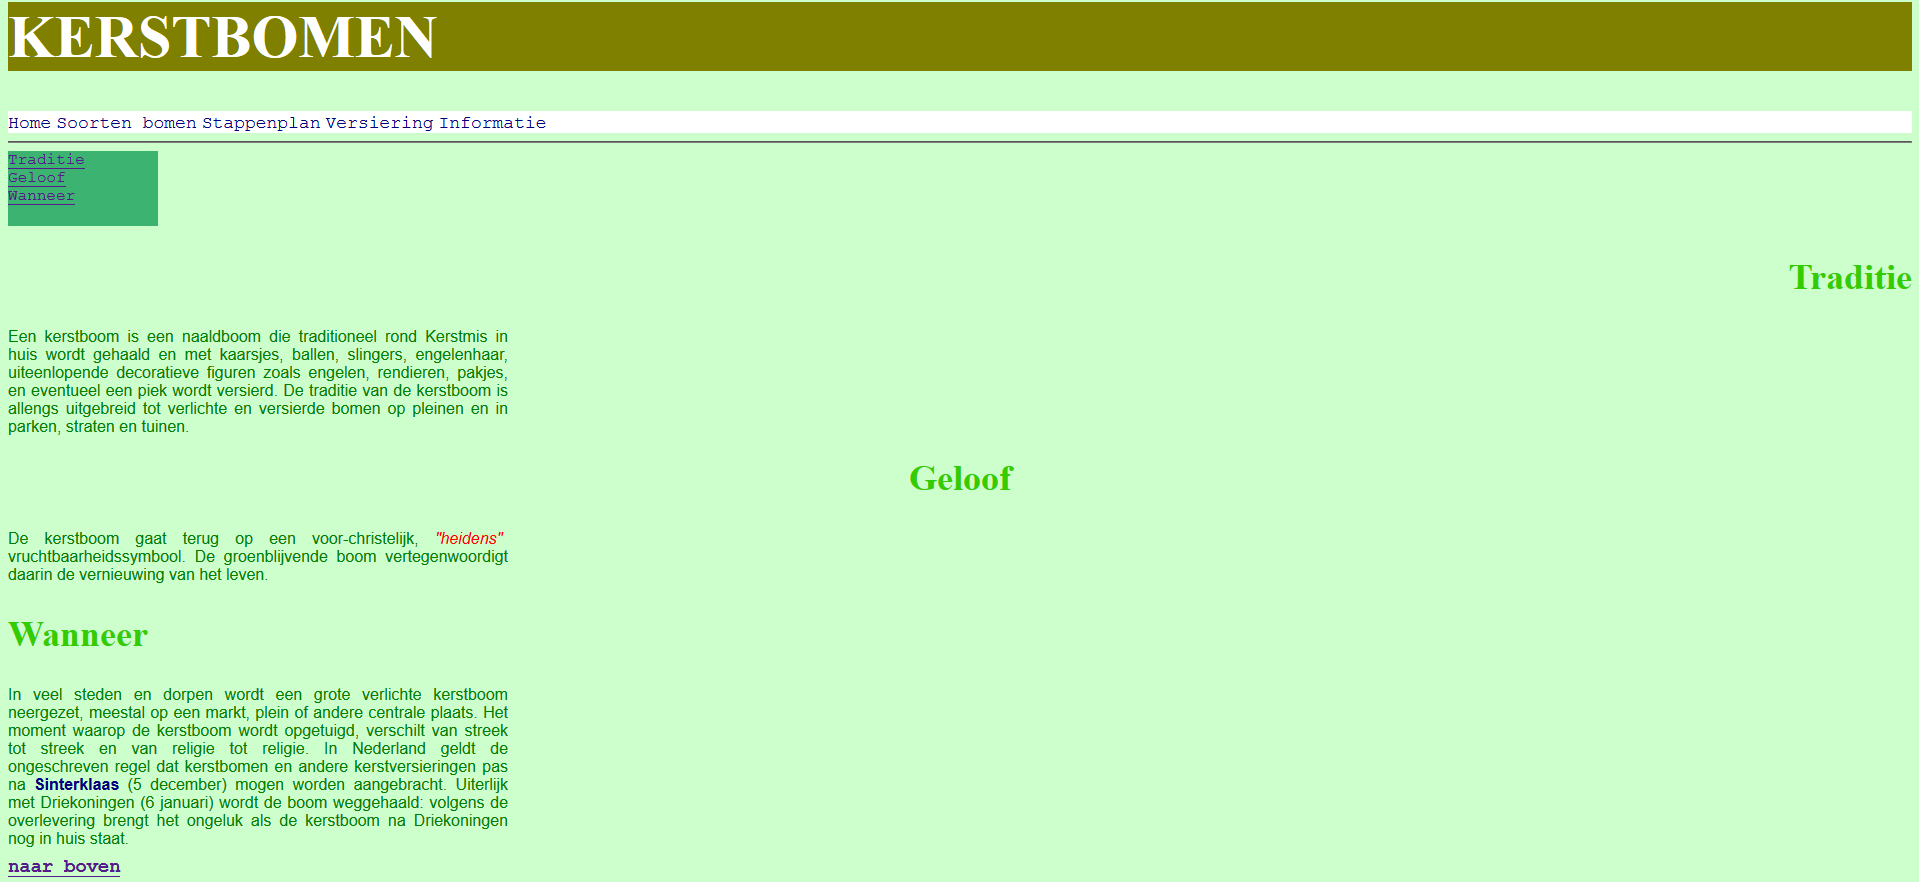 KERSTBOMEN
Home Soorten bomen Stappenplan Versiering Informatie
Traditie
Geloof
Wanneer
Traditie
Een kerstboom is een naaldboom die traditioneel rond Kerstmis in
huis wordt gehaald en met kaarsjes, ballen, slingers, engelenhaar,
uiteenlopende decoratieve figuren zoals engelen, rendieren, pakjes,
en eventueel een piek wordt versierd. De traditie van de kerstboom is
allengs uitgebreid tot verlichte en versierde bomen op pleinen en in
parken, straten en tuinen.
Geloof
De kerstboom gaat terug op een voor-christelijk, "heidens"
vruchtbaarheidssymbool. De groenblijvende boom vertegenwoordigt
daarin de vernieuwing van het leven.
Wanneer
In veel steden en dorpen wordt een grote verlichte kerstboom
neergezet, meestal op een markt, plein of andere centrale plaats. Het
moment waarop de kerstboom wordt opgetuigd, verschilt van streek
tot streek en van religie tot religie. In Nederland geldt de
ongeschreven regel dat kerstbomen en andere kerstversieringen pas
na Sinterklaas (5 december) mogen worden aangebracht. Uiterlijk
met Driekoningen (6 januari) wordt de boom weggehaald: volgens de
overlevering brengt het ongeluk als de kerstboom na Driekoningen
nog in huis staat.
naar boven